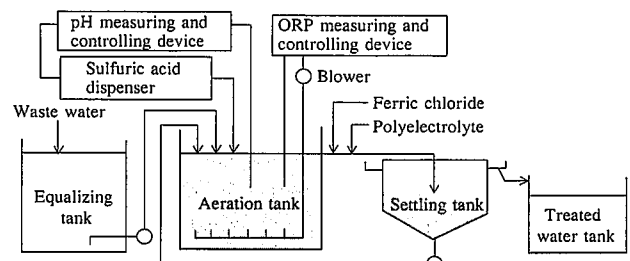 pH measuring and
controlling device
ORP measuring and
controlling device
Sulfuric acid
dispenser
Blower
Waste water
Ferric chloride
Polyelectrolyte
Equalizing
tank
Aeration tank
Settling tank
Treated
water tank